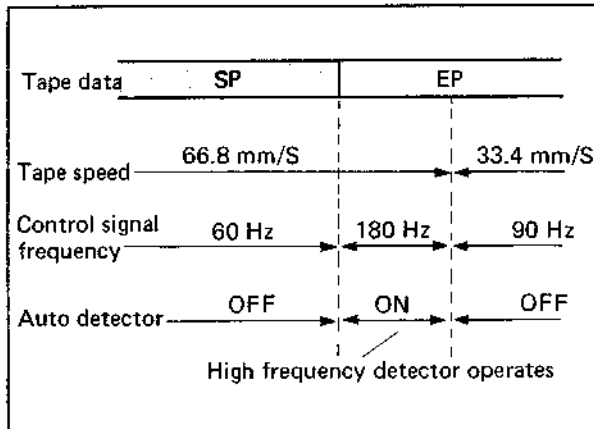 Tape data SP EP
66.8 mm/S 33.4 mm/S
Tape speed
Control signal
frequency 60 Hz 180 Hz 90 Hz
Auto detector OFF ON OFF
High frequency detector operates